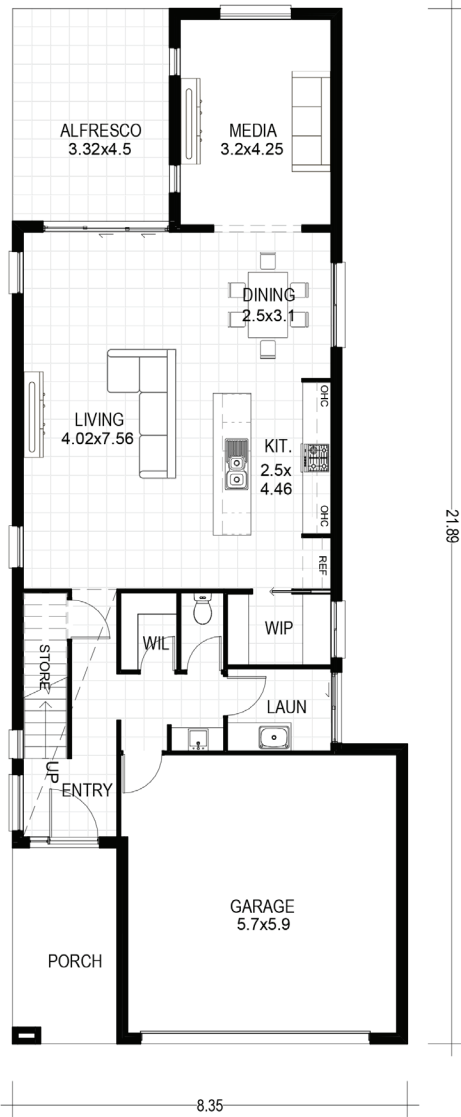 ALFRESCO
3.32x4.5
MEDIA
3.2x4.25
DINING
2.5x3.1
OHC
LIVING
4.02x7.56
KIT.
2.5x
4.46
OHC
21.89
REF
WIL
WIP
STORE
LAUN
UP
ENTRY
GARAGE
5.7x5.9
PORCH
8.35